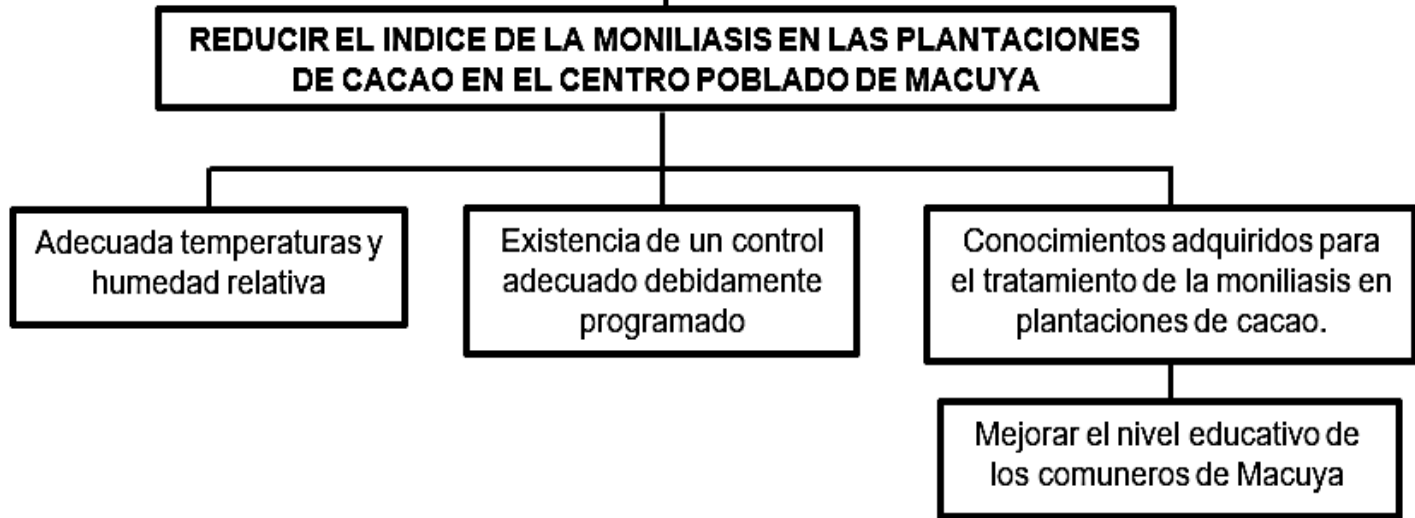 REDUCIR EL INDICE DE LA MONILIASIS EN LAS PLANTACIONES
DE CACAO EN EL CENTRO POBLADO DE MACUYA
Adecuada temperaturas y
humedad relativa
Existencia de un control
adecuado debidamente
programado
Conocimientos adquiridos para
el tratamiento de la moniliasis en
plantaciones de cacao.
Mejorar el nivel educativo de
los comuneros de Macuya